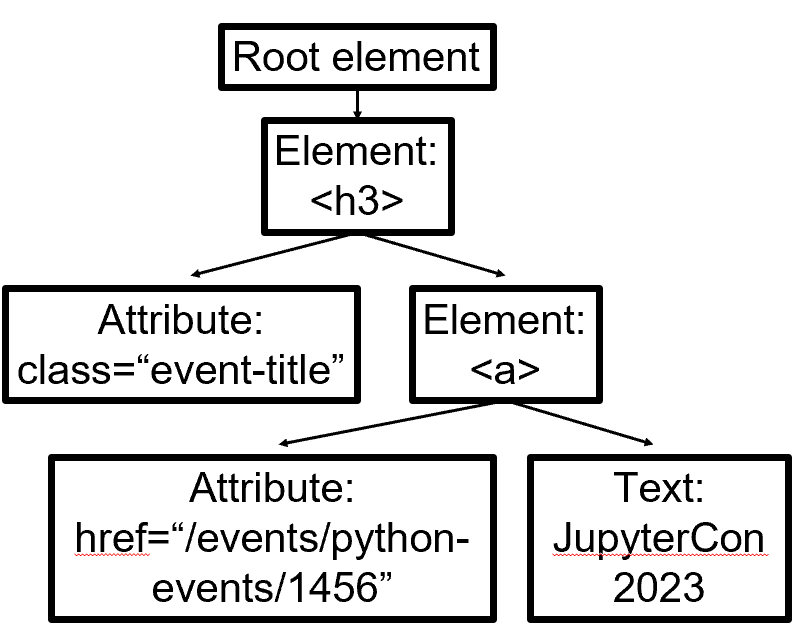 Root element
Element:
<h3>
Attribute:
class=“event-title”
Element:
<a>
Attribute:
href=“/events/python-
events/1456”
Text:
JupyterCon
2023